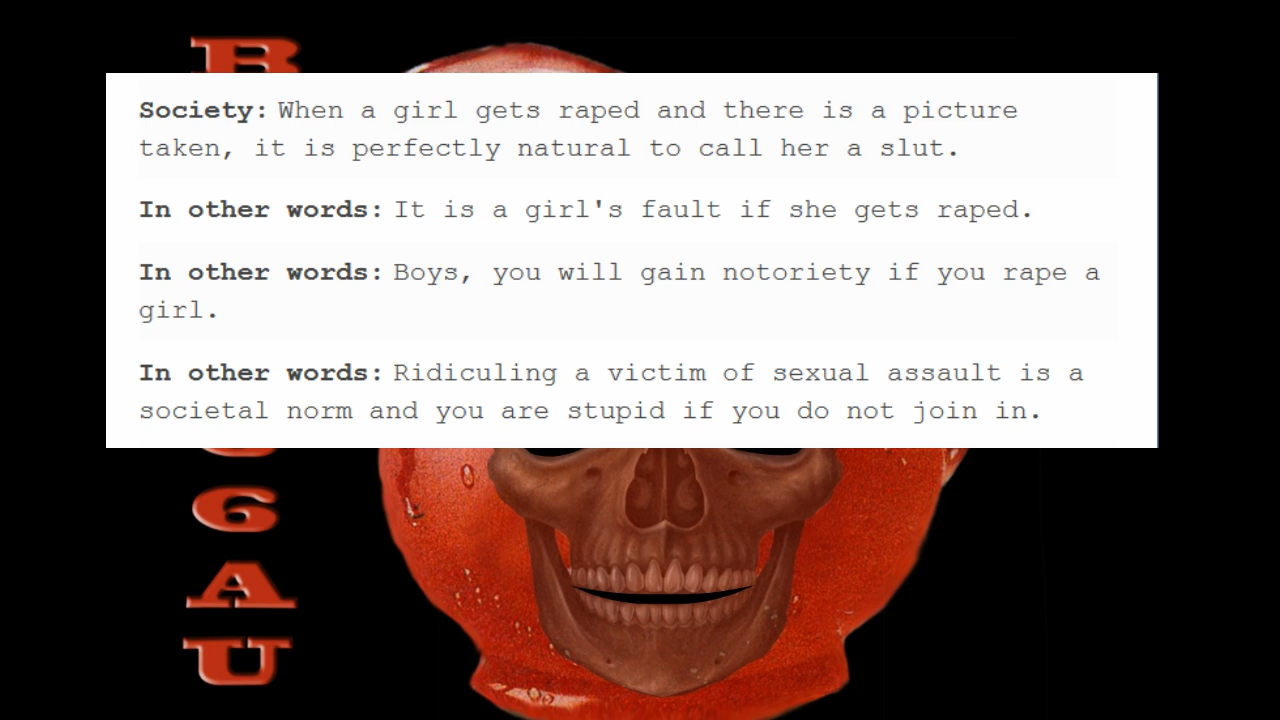 B
Society: When a girl gets raped and there is a picture
taken, it is perfectly natural to call her a slut.
In other words: It is a girl's fault if she gets raped.
In other words: Boys, you will gain notoriety if you rape a
girl.
In other words: Ridiculing a victim of sexual assault is a
societal norm and you are stupid if you do not join in.
6
A
U